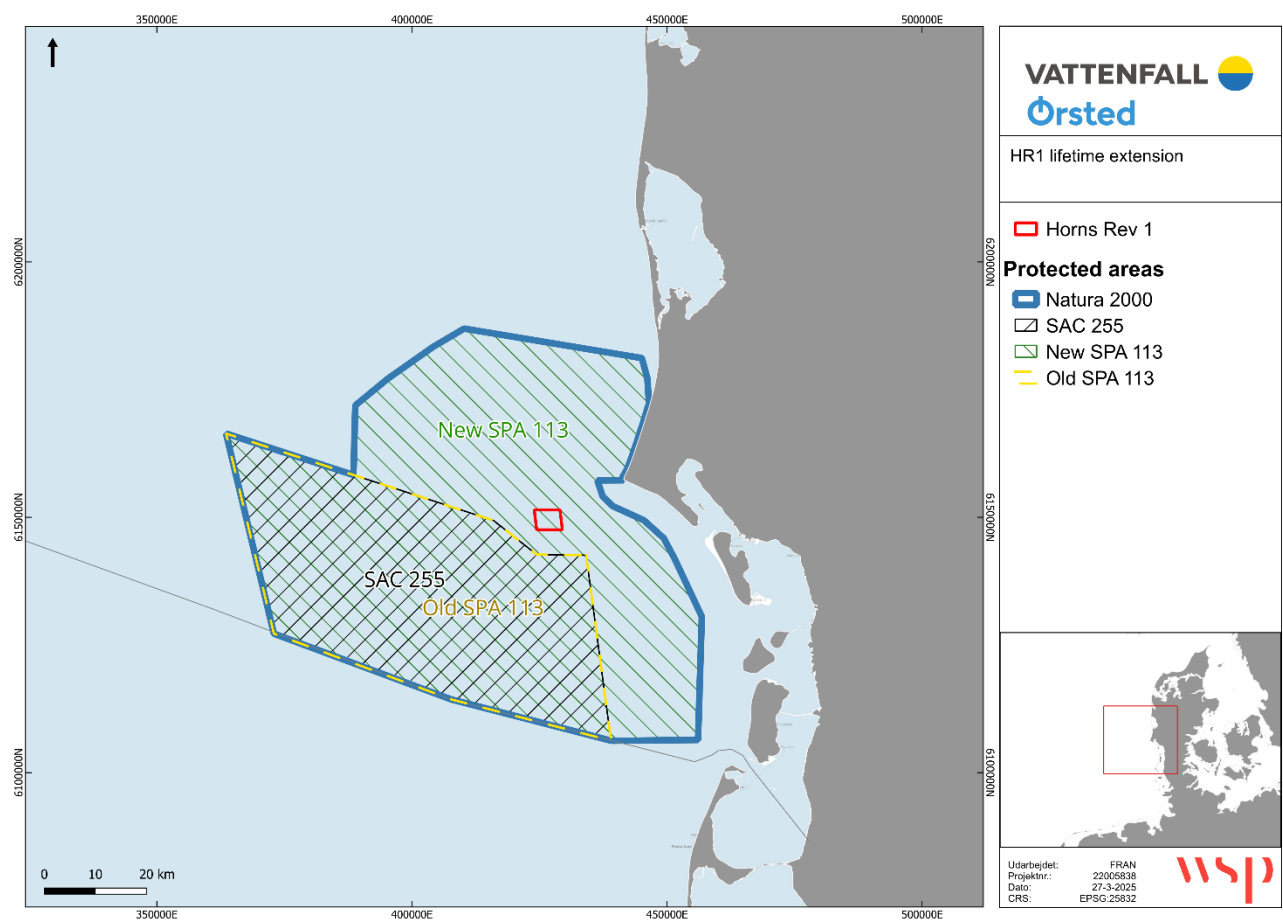 350000E 400000E 450000E 500000E
6200000N 6200000N
6150000N 6150000N
6100000N 6100000N
New SPA 113
SAC 255
Old SPA 113
0 10 20 km
350000E 400000E 450000E 500000E
VATTENFALL
Ørsted
HR1 lifetime extension
Horns Rev 1
Protected areas
Natura 2000
SAC 255
New SPA 113
Old SPA 113
Udarbejdet: FRAN
Projektnr.: 22005838
Dato: 27-3-2025
CRS: EPSG:25832
wsp